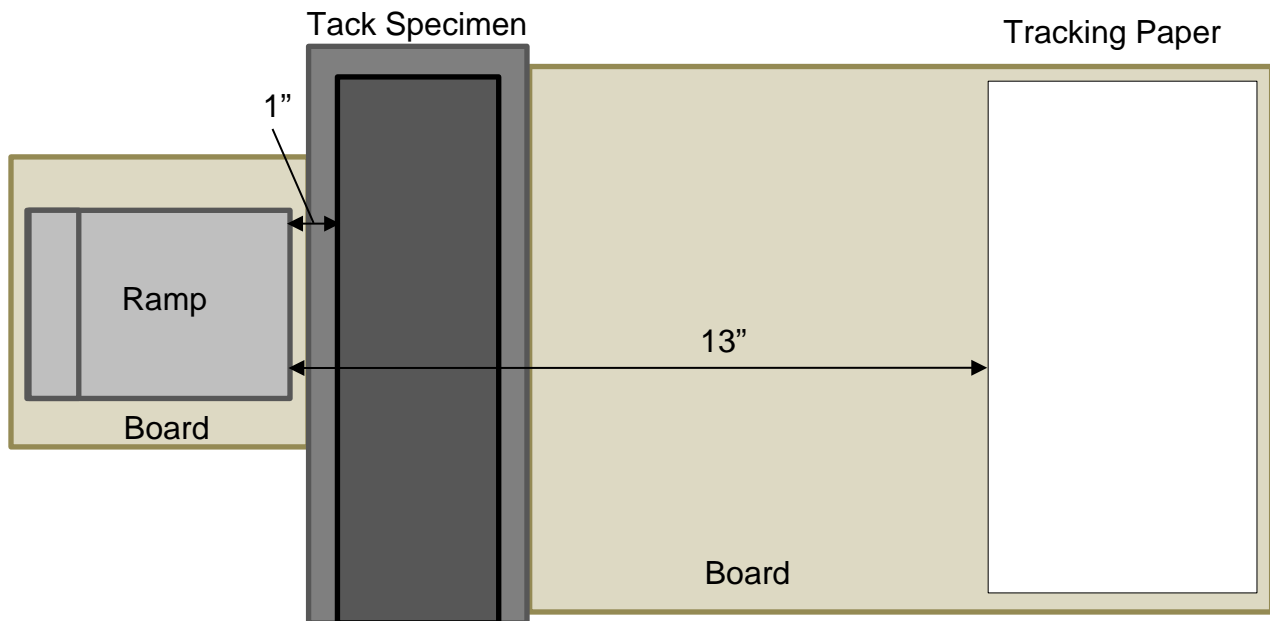 Tack Specimen
Tracking Paper
1”
Ramp
13”
Board
Board